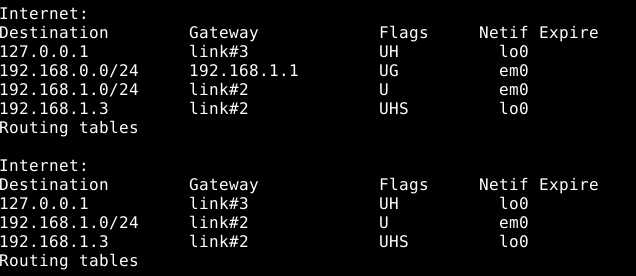 Internet:
Destination Gateway Flags Netif Expire
127.0.0.1 link#3 UH lo0
192.168.0.0/24 192.168.1.1 UG em0
192.168.1.0/24 link#2 U em0
192.168.1.3 link#2 UHS lo0
Routing tables
Internet:
Destination Gateway Flags Netif Expire
127.0.0.1 link#3 UH lo0
192.168.1.0/24 link#2 U em0
192.168.1.3 link#2 UHS lo0
Routing tables